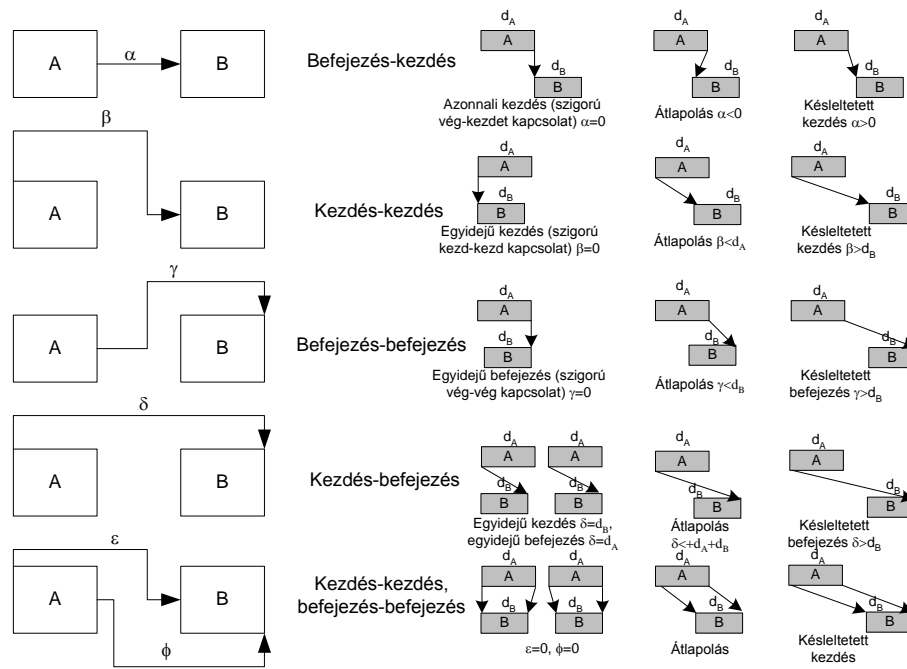 A
α
B
Befejezés-kezdés
d_A
A
d_B
B
Azonnali kezdés (szigorú
vég-kezdet kapcsolat) α=0
d_A
A
d_B
B
Átlapolás α<0
d_A
A
d_B
B
Késleltetett
kezdés α>0
β
A
B
Kezdés-kezdés
d_A
A
d_B
B
Egyidejű kezdés (szigorú
kezd-kezd kapcsolat) β=0
d_A
A
d_B
B
Átlapolás β<d_A
d_A
A
d_B
B
Késleltetett
kezdés β>d_B
γ
A
B
Befejezés-befejezés
d_A
A
d_B
B
Egyidejű befejezés (szigorú
vég-vég kapcsolat) γ=0
d_A
A
d_B
B
Átlapolás γ<d_B
d_A
A
d_B
B
Késleltetett
befejezés γ>d_B
δ
A
B
Kezdés-befejezés
d_A
A
d_B
B
d_A
A
d_B
B
Egyidejű kezdés δ=d_B,
egyidejű befejezés δ=d_A
d_A
A
d_B
B
Átlapolás
δ<+d_A+d_B
d_A
A
d_B
B
Késleltetett
befejezés δ>d_B
ε
A
B
φ
Kezdés-kezdés,
befejezés-befejezés
d_A
A
d_B
B
d_A
A
d_B
B
ε=0, φ=0
d_A
A
d_B
B
Átlapolás
d_A
A
d_B
B
Késleltetett
kezdés